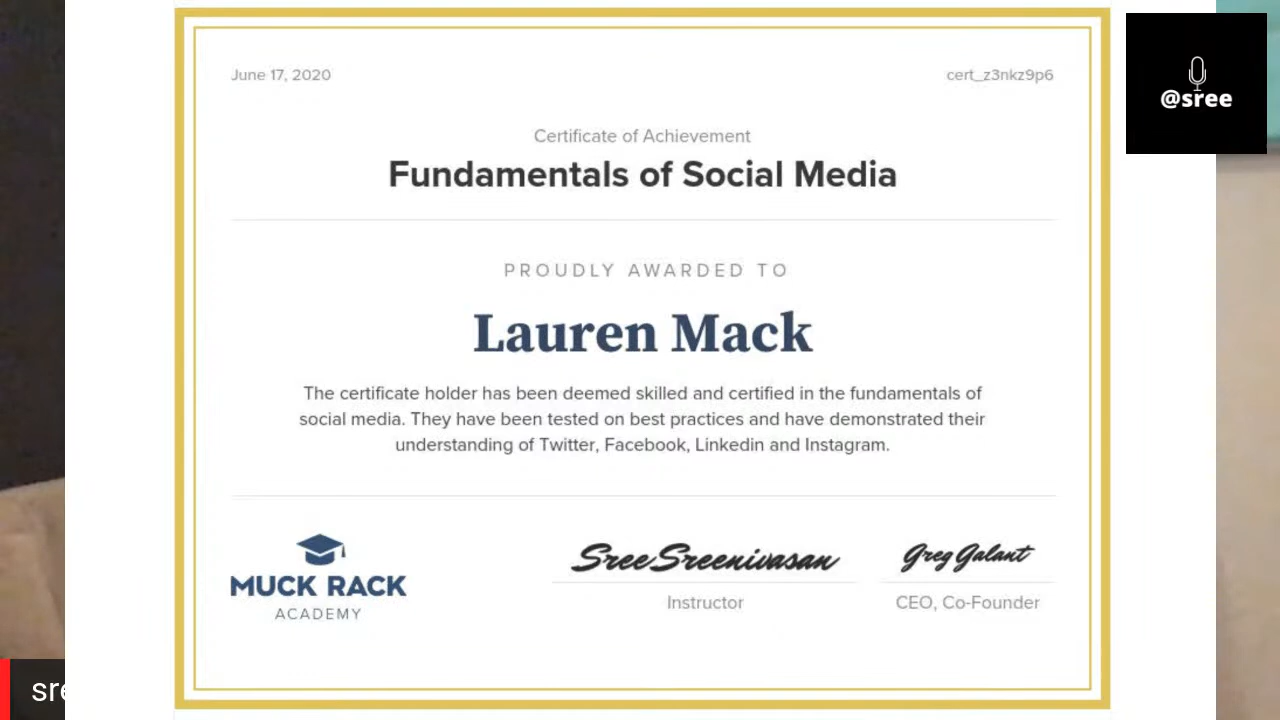 June 17, 2020
cert_z3nkz9p6
@sree
Certificate of Achievement
Fundamentals of Social Media
PROUDLY AWARDED TO
Lauren Mack
The certificate holder has been deemed skilled and certified in the fundamentals of
social media. They have been tested on best practices and have demonstrated their
understanding of Twitter, Facebook, Linkedin and Instagram.
MUCK RACK
ACADEMY
Sree Sreenivasan
Instructor
Greg Galant
CEO, Co-Founder